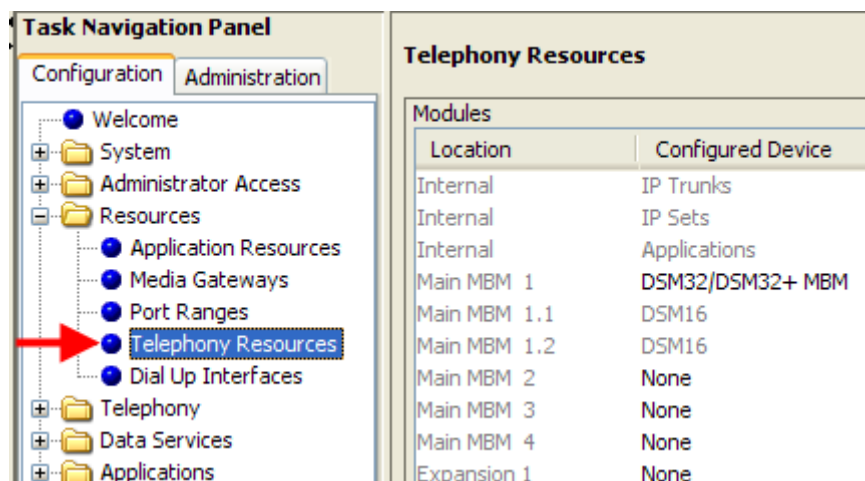 Task Navigation Panel
Configuration
Administration
Welcome
System
Administrator Access
Resources
Application Resources
Media Gateways
Port Ranges
Telephony Resources
Dial Up Interfaces
Telephony
Data Services
Applications
Telephony Resources
Modules
Location Configured Device
Internal IP Trunks
Internal IP Sets
Internal Applications
Main MBM 1 DSM32/DSM32+ MBM
Main MBM 1.1 DSM16
Main MBM 1.2 DSM16
Main MBM 2 None
Main MBM 3 None
Main MBM 4 None
Expansion 1 None